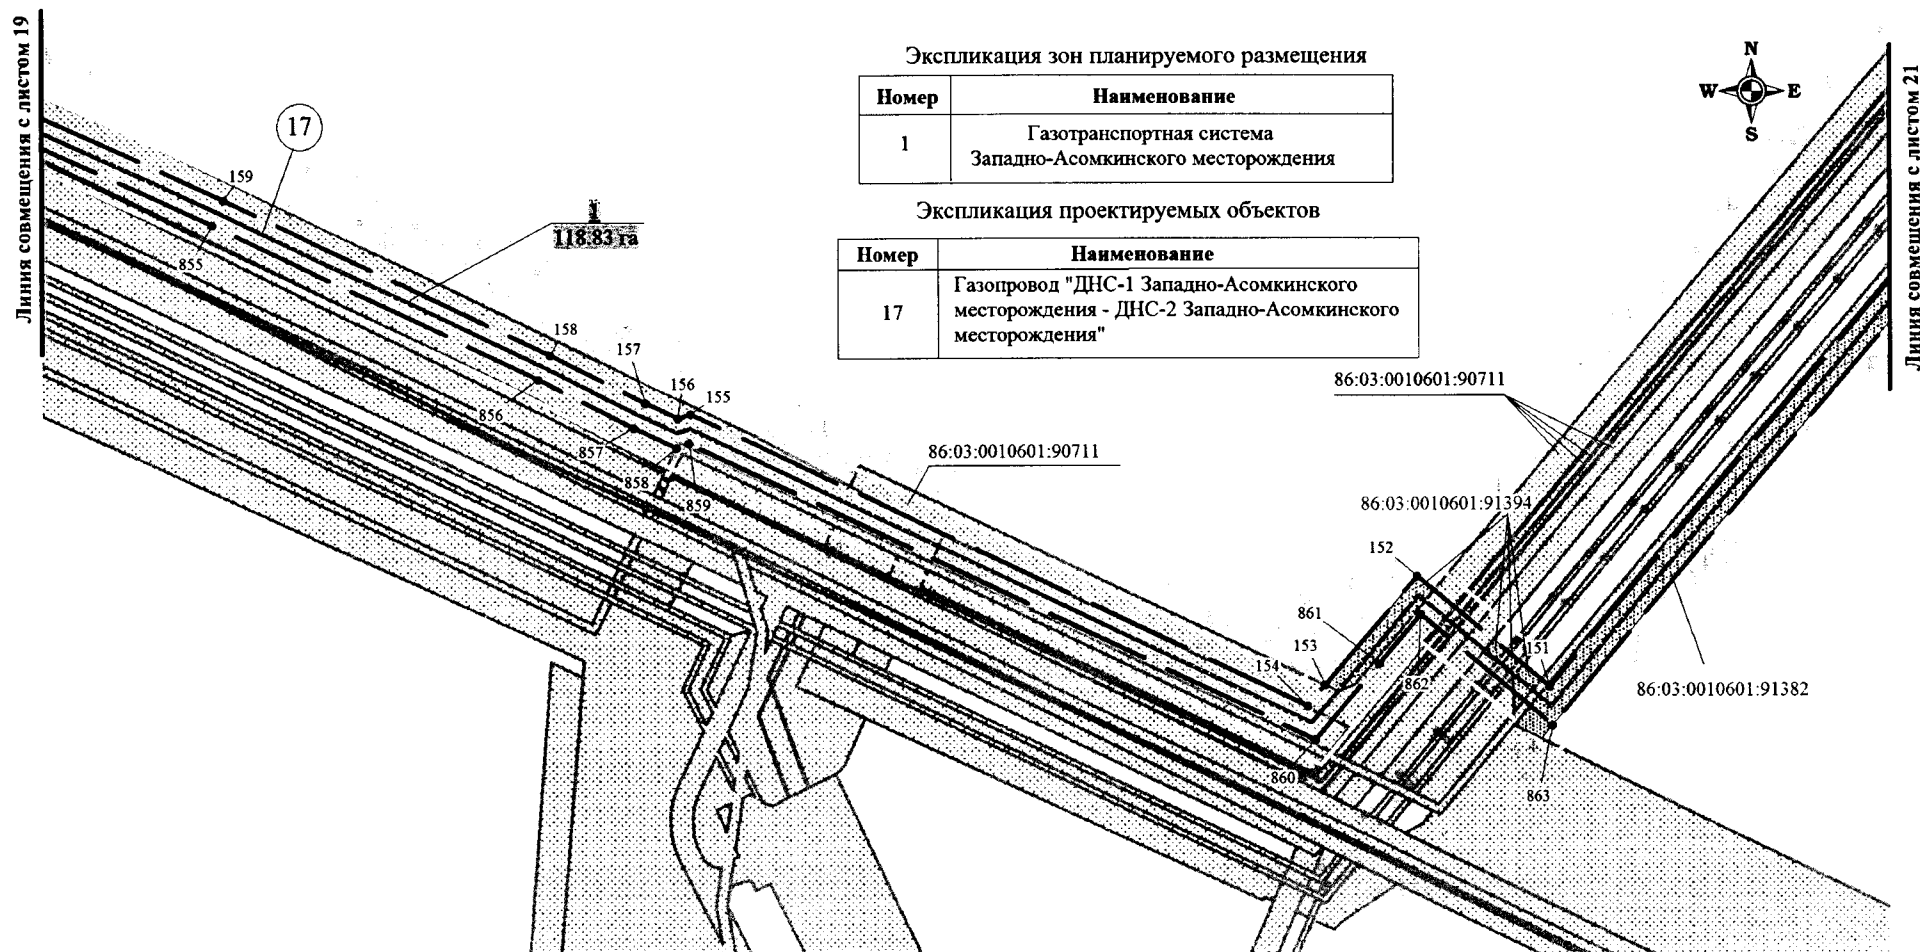 Линия совмещения с листом 19
Экспликация зон планируемого размещения
Номер Наименование
1 Газотранспортная система
Западно-Асомкинского месторождения
Экспликация проектируемых объектов
Номер Наименование
17 Газопровод "ДНС-1 Западно-Асомкинского
месторождения - ДНС-2 Западно-Асомкинского
месторождения"
N
W E
S
Линия совмещения с листом 21
17
159
1
118.83 га
855
158
157
156
155
856
857
858
859
86:03:0010601:90711
86:03:0010601:90711
86:03:0010601:91394
152
861
153
154
151
862
86:03:0010601:91382
860
863